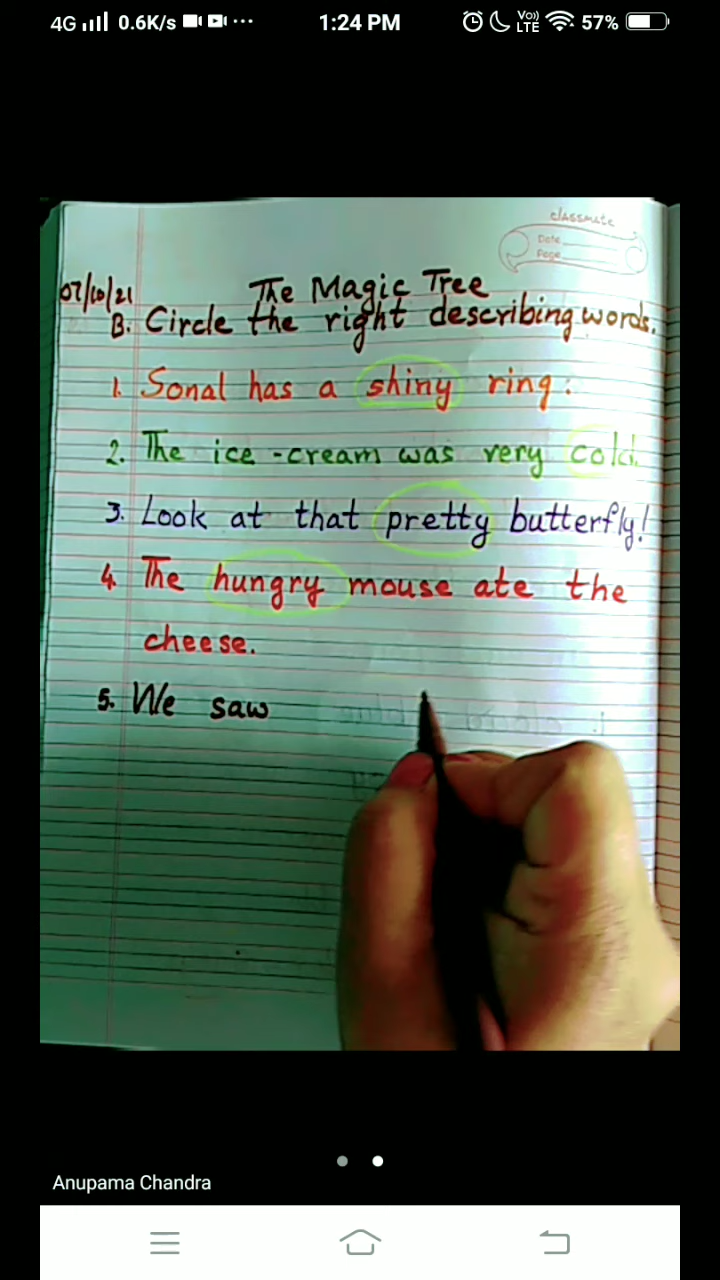 4G 0.6K/s ... 1:24 PM Vo)) LTE 57%
classmate
Date
Page
07/10/21 The Magic Tree
B. Circle the right describing words.
1. Sonal has a shiny ring.
2. The ice-cream was very cold.
3. Look at that pretty butterfly!
4. The hungry mouse ate the
cheese.
5. We saw
Anupama Chandra